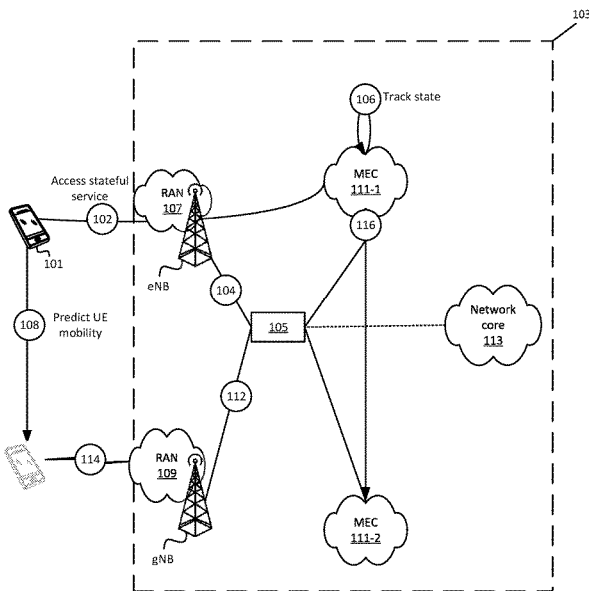 103
106
Track state
MEC
111-1
Access stateful
service
RAN
107
102
116
101
eNB
104
108
Predict UE
mobility
105
Network
core
113
112
114
RAN
109
MEC
111-2
gNB